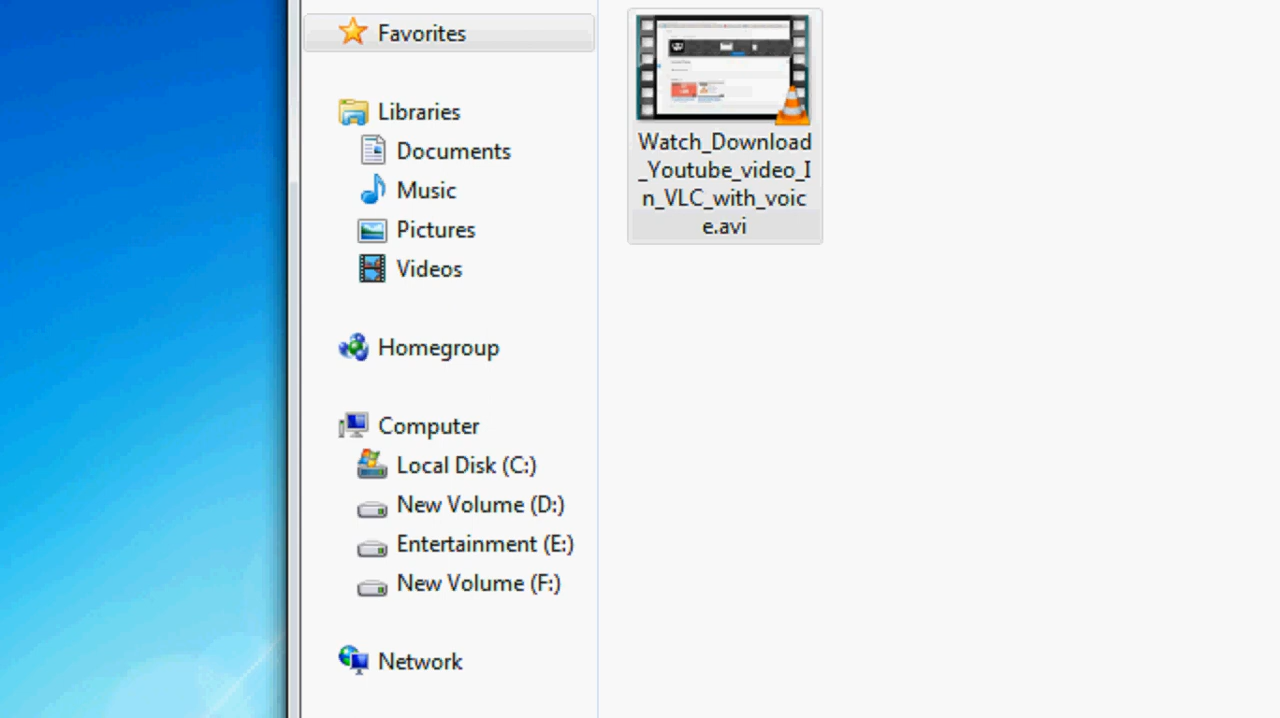 Favorites
Libraries
Documents
Music
Pictures
Videos
Homegroup
Computer
Local Disk (C:)
New Volume (D:)
Entertainment (E:)
New Volume (F:)
Network
Watch_Download
_Youtube_video_I
n_VLC_with_voic
e.avi